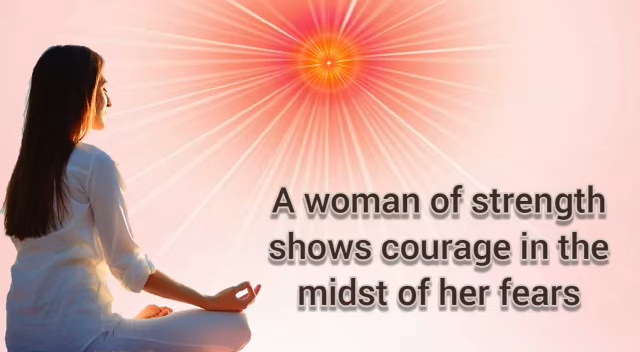 A woman of strength
shows courage in the
midst of her fears